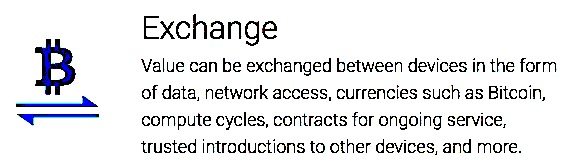 Exchange
Value can be exchanged between devices in the form
of data, network access, currencies such as Bitcoin,
compute cycles, contracts for ongoing service,
trusted introductions to other devices, and more.